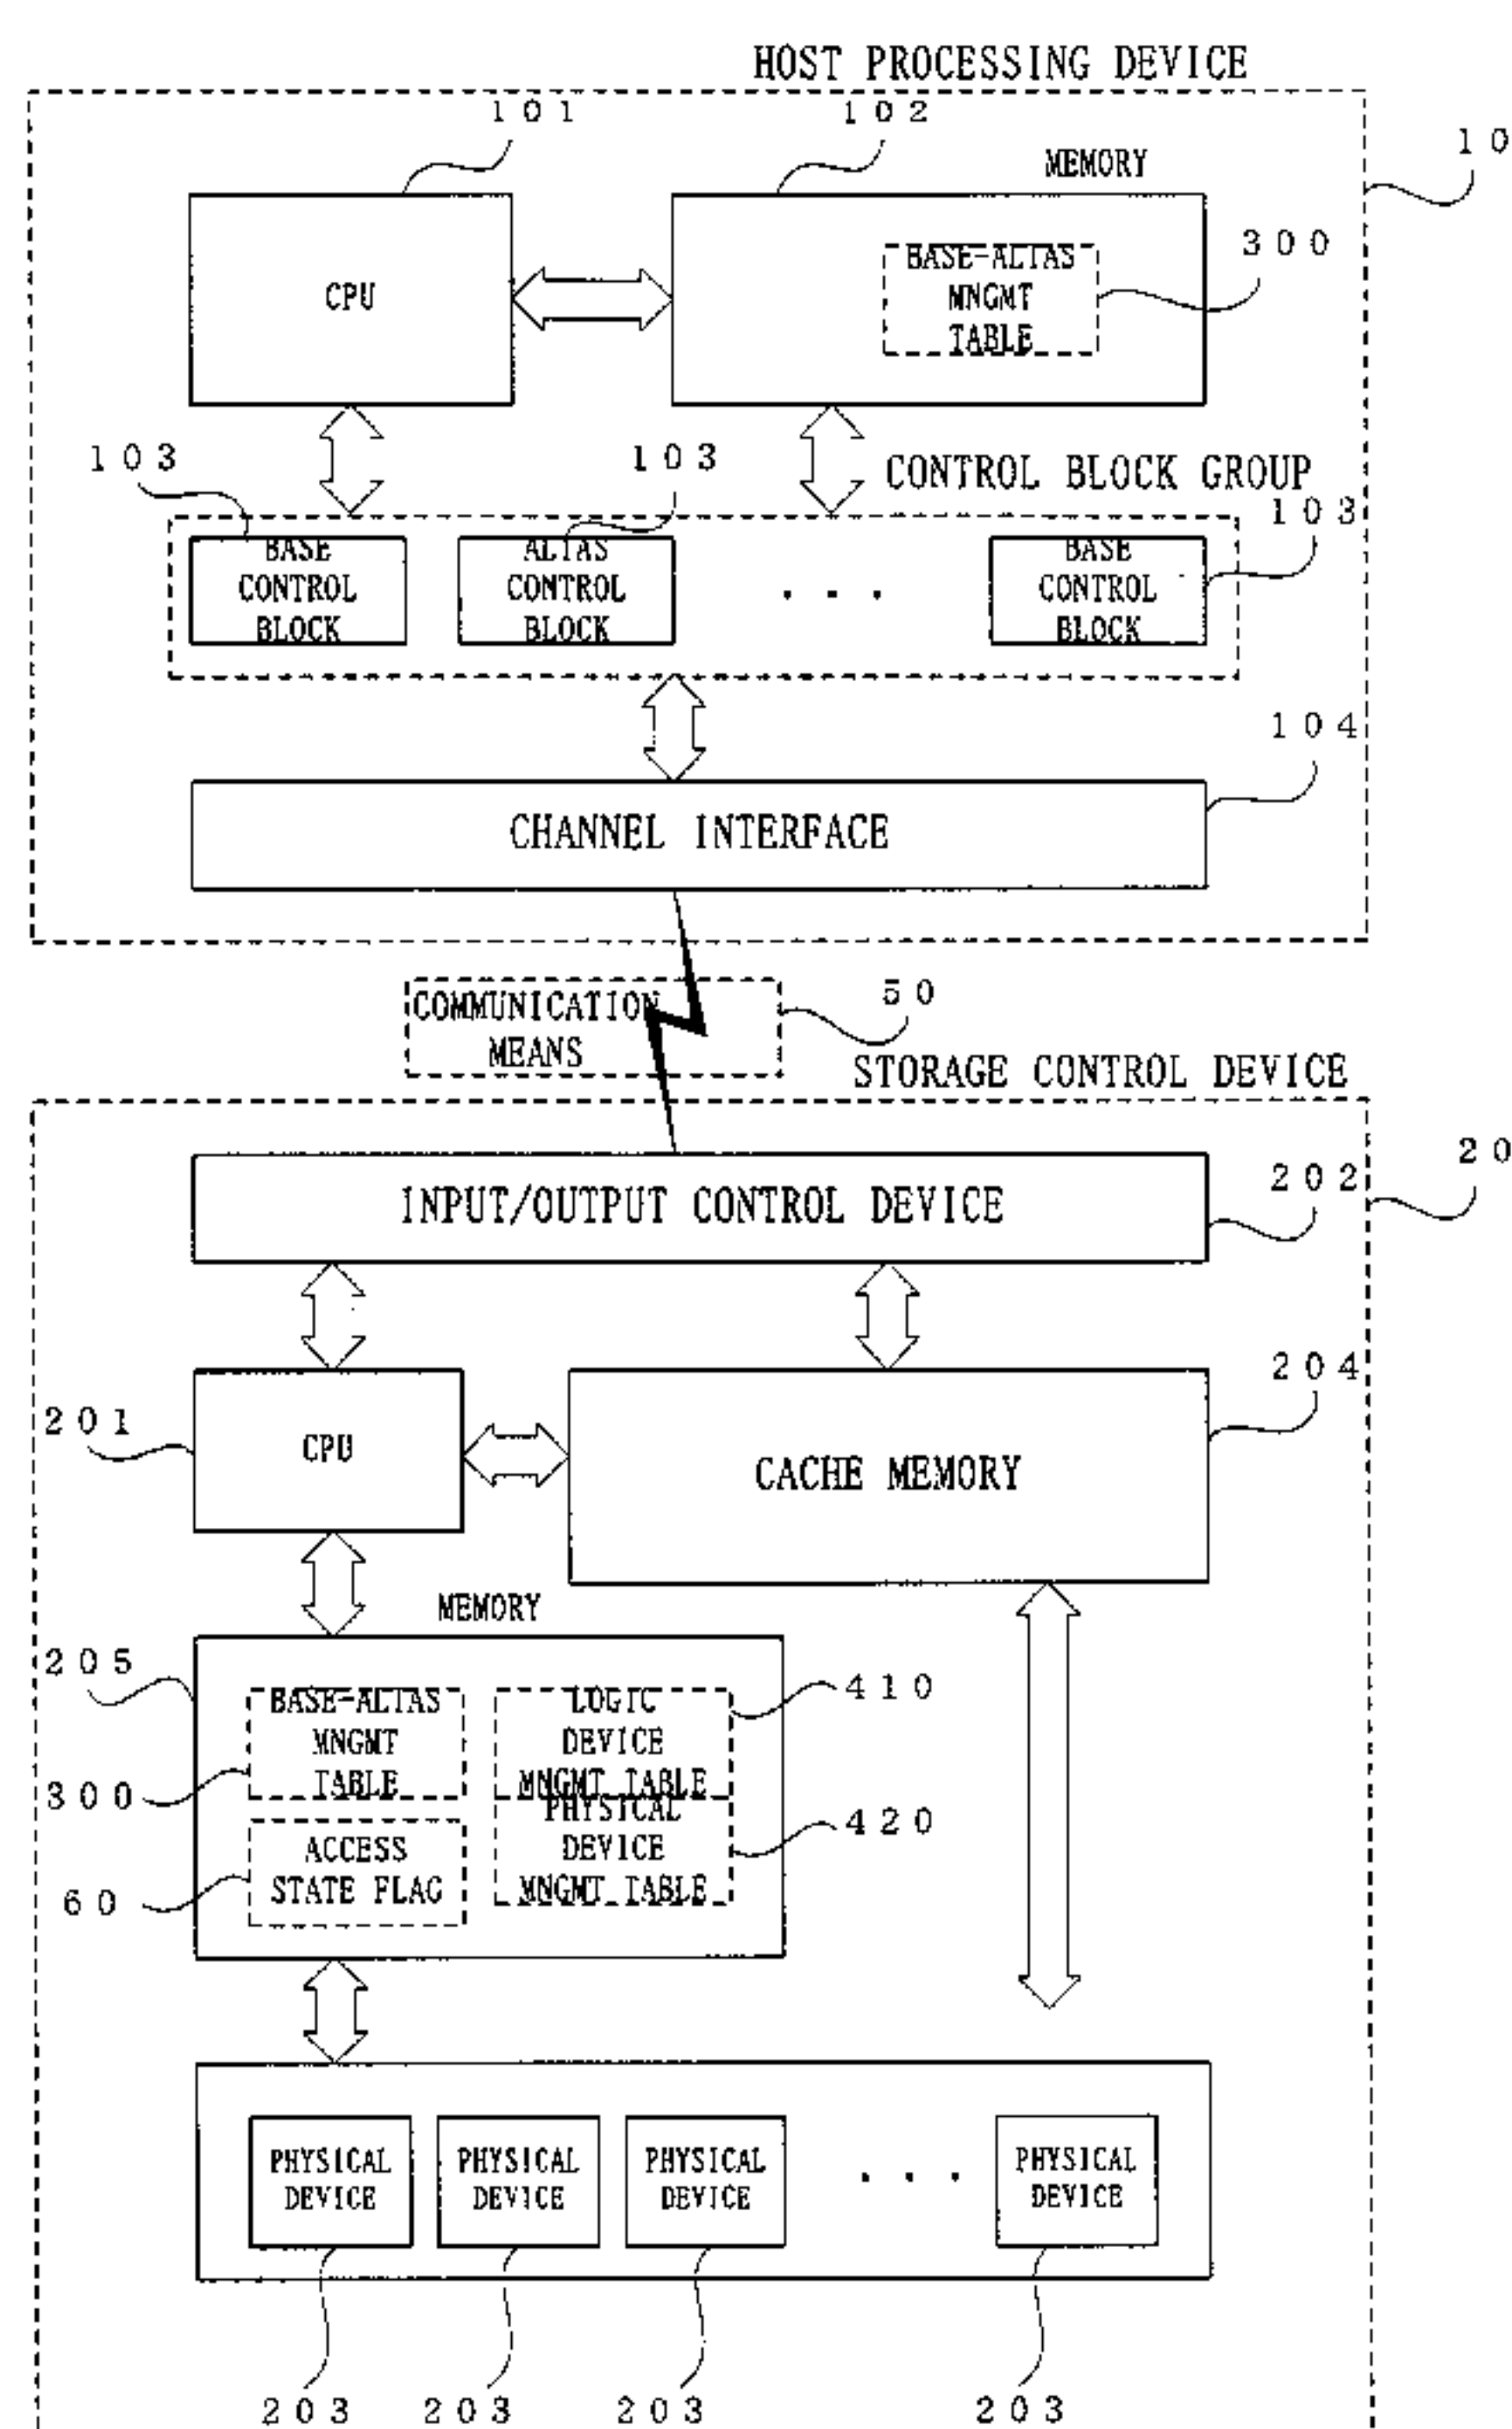 HOST PROCESSING DEVICE
101
102
MEMORY
10
CPU
BASE-ALIAS
MNGMT
TABLE
300
103
103
CONTROL BLOCK GROUP
103
BASE
CONTROL
BLOCK
ALIAS
CONTROL
BLOCK
. . .
BASE
CONTROL
BLOCK
104
CHANNEL INTERFACE
COMMUNICATION
MEANS
50
STORAGE CONTROL DEVICE
20
INPUT/OUTPUT CONTROL DEVICE
202
204
201
CPU
CACHE MEMORY
MEMORY
205
BASE-ALIAS
MNGMT
TABLE
300
LOGIC
DEVICE
MNGMT TABLE
410
PHYSICAL
DEVICE
MNGMT TABLE
420
ACCESS
STATE FLAG
60
PHYSICAL
DEVICE
PHYSICAL
DEVICE
PHYSICAL
DEVICE
. . .
PHYSICAL
DEVICE
203
203
203
203